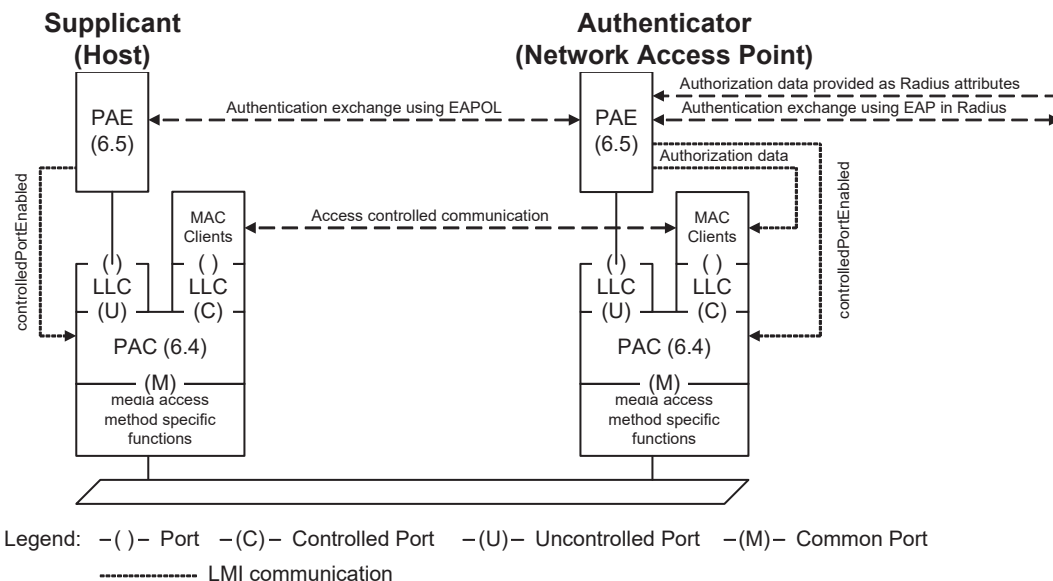 Supplicant
(Host)
Authenticator
(Network Access Point)
PAE
(6.5)
Authentication exchange using EAPOL
PAE
(6.5)
Authorization data provided as Radius attributes
Authentication exchange using EAP in Radius
Authorization data
controlledPortEnabled
controlledPortEnabled
MAC
Clients
Access controlled communication
MAC
Clients
( )
( )
( )
( )
LLC
LLC
LLC
LLC
(U)
(C)
(U)
(C)
PAC (6.4)
PAC (6.4)
(M)
(M)
media access
method specific
functions
media access
method specific
functions
Legend: –( )– Port –(C)– Controlled Port –(U)– Uncontrolled Port –(M)– Common Port
LMI communication